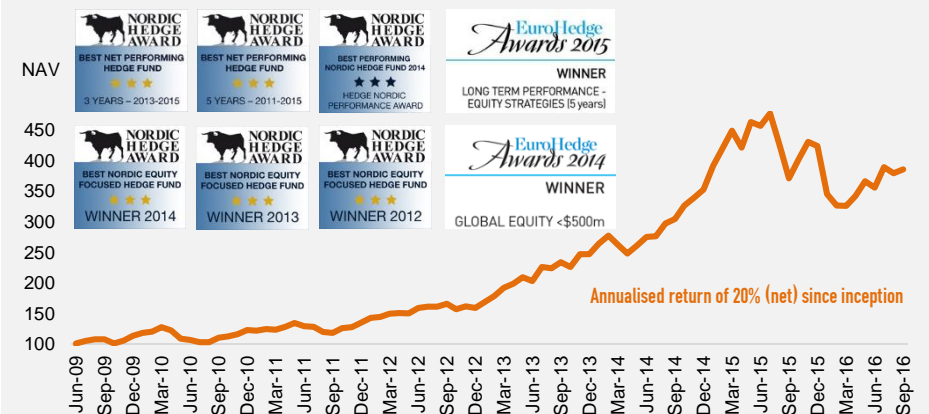 NORDIC
HEDGE
AWARD
BEST NET PERFORMING
HEDGE FUND
3 YEARS – 2013-2015
NORDIC
HEDGE
AWARD
BEST NET PERFORMING
HEDGE FUND
5 YEARS – 2011-2015
NORDIC
HEDGE
AWARD
BEST PERFORMING
NORDIC HEDGE FUND 2014
HEDGE NORDIC
PERFORMANCE AWARD
EuroHedge
Awards 2015
WINNER
LONG TERM PERFORMANCE -
EQUITY STRATEGIES (5 years)
NAV
NORDIC
HEDGE
AWARD
BEST NORDIC EQUITY
FOCUSED HEDGE FUND
WINNER 2014
NORDIC
HEDGE
AWARD
BEST NORDIC EQUITY
FOCUSED HEDGE FUND
WINNER 2013
NORDIC
HEDGE
AWARD
BEST NORDIC EQUITY
FOCUSED HEDGE FUND
WINNER 2012
EuroHedge
Awards 2014
WINNER
GLOBAL EQUITY <$500m
450
400
350
300
250
200
150
100
Annualised return of 20% (net) since inception
Jun-09
Sep-09
Dec-09
Mar-10
Jun-10
Sep-10
Dec-10
Mar-11
Jun-11
Sep-11
Dec-11
Mar-12
Jun-12
Sep-12
Dec-12
Mar-13
Jun-13
Sep-13
Dec-13
Mar-14
Jun-14
Sep-14
Dec-14
Mar-15
Jun-15
Sep-15
Dec-15
Mar-16
Jun-16
Sep-16